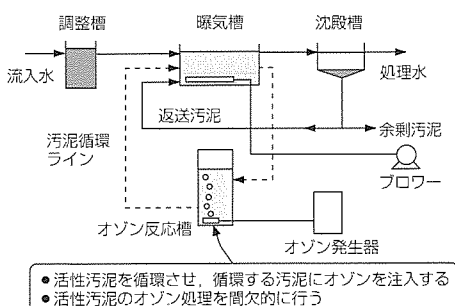 調整槽
曝気槽
沈殿槽
流入水
処理水
返送汚泥
余剰汚泥
汚泥循環
ライン
ブロワー
オゾン反応槽
オゾン発生器
●活性汚泥を循環させ，循環する汚泥にオゾンを注入する
●活性汚泥のオゾン処理を間欠的に行う